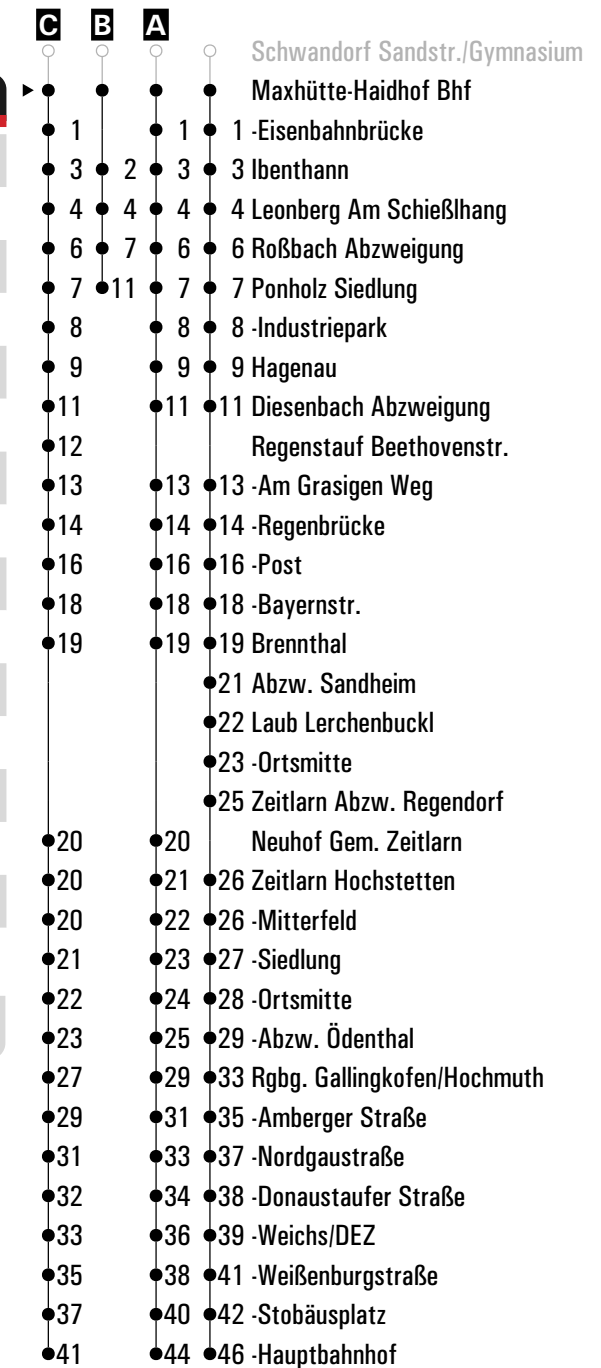 C B A
Schwandorf Sandstr./Gymnasium
Maxhütte-Haidhof Bhf
1 1 1 -Eisenbahnbrücke
3 2 3 3 Ibenthann
4 4 4 4 Leonberg Am Schießlhang
6 7 6 6 Roßbach Abzweigung
7 11 7 7 Ponholz Siedlung
8 8 8 -Industriepark
9 9 9 Hagenau
11 11 11 Diesenbach Abzweigung
12 Regenstauf Beethovenstr.
13 13 13 -Am Grasigen Weg
14 14 14 -Regenbrücke
16 16 16 -Post
18 18 18 -Bayernstr.
19 19 19 Brennthal
21 Abzw. Sandheim
22 Laub Lerchenbuckl
23 -Ortsmitte
25 Zeitlarn Abzw. Regendorf
20 20 Neuhof Gem. Zeitlarn
20 21 26 Zeitlarn Hochstetten
20 22 26 -Mitterfeld
21 23 27 -Siedlung
22 24 28 -Ortsmitte
23 25 29 -Abzw. Ödenthal
27 29 33 Rgbg. Gallingkofen/Hochmuth
29 31 35 -Amberger Straße
31 33 37 -Nordgaustraße
32 34 38 -Donaustaufer Straße
33 36 39 -Weichs/DEZ
35 38 41 -Weißenburgstraße
37 40 42 -Stobäusplatz
41 44 46 -Hauptbahnhof